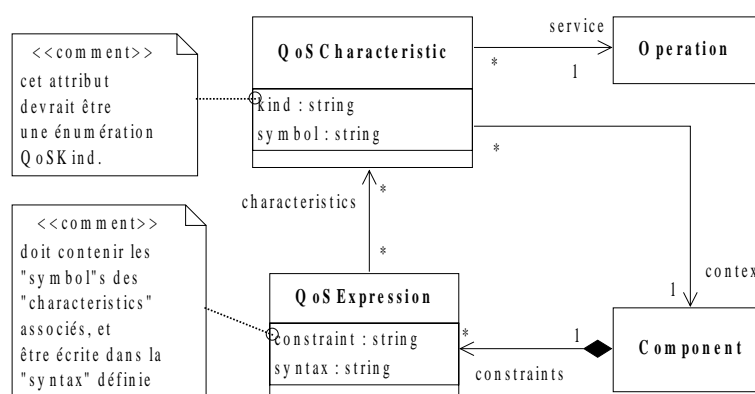 <<comment>>
cet attribut
devrait être
une énumération
QoSKind.
QoSCharacteristic
kind : string
symbol : string
service
*
1
Operation
*
characteristics
*
*
<<comment>>
doit contenir les
"symbol"s des
"characteristics"
associés, et
être écrite dans la
"syntax" définie
QoSExpression
constraint : string
syntax : string
*
1
constraints
1
Component